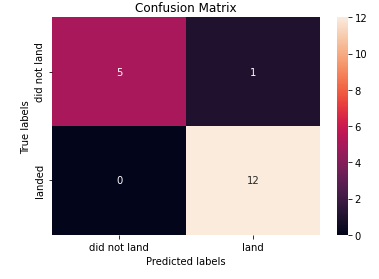 Confusion Matrix
True labels
did not land
5
1
landed
0
12
did not land
land
Predicted labels
12
10
8
6
4
2
0